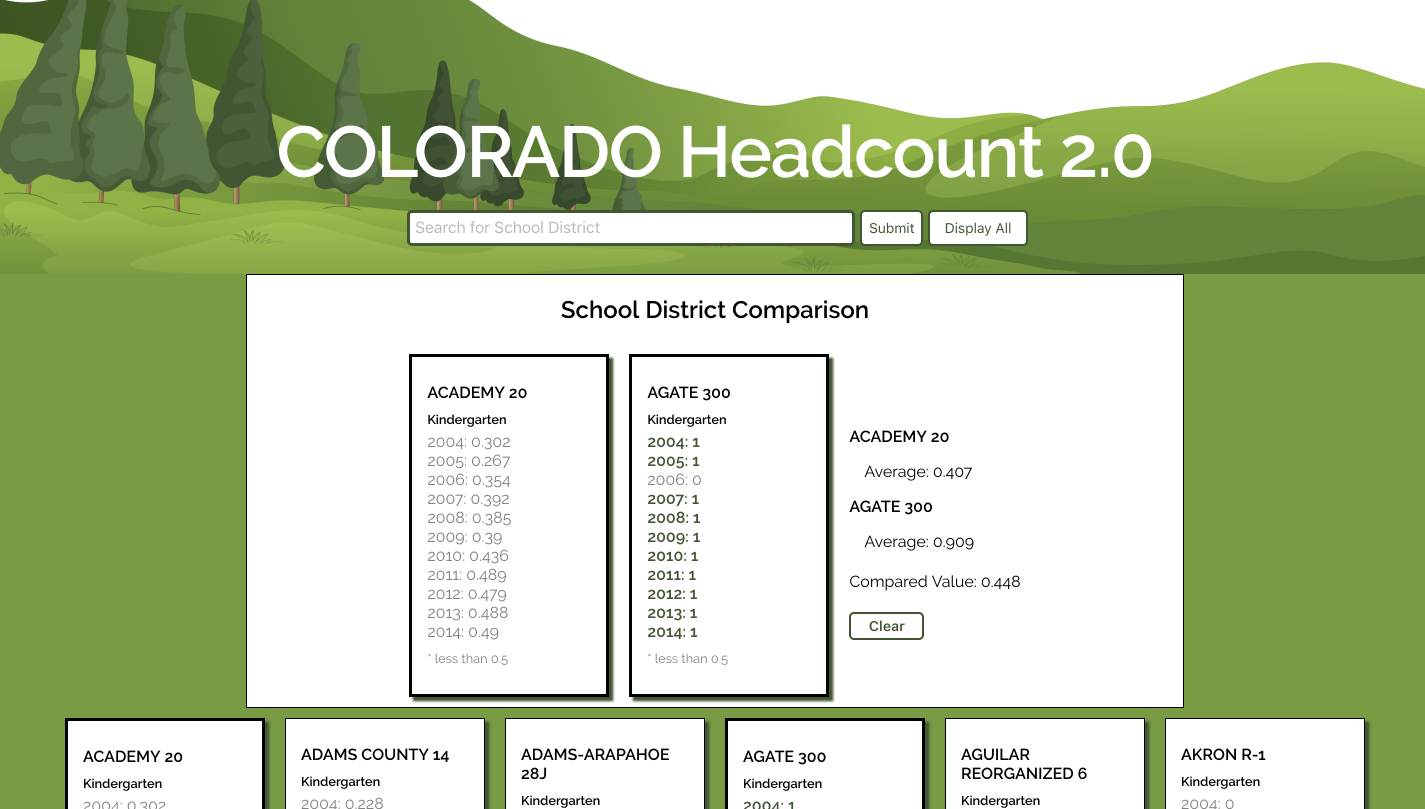 COLORADO Headcount 2.0
Search for School District
Submit
Display All
School District Comparison
ACADEMY 20
Kindergarten
2004: 0.302
2005: 0.267
2006: 0.354
2007: 0.392
2008: 0.385
2009: 0.39
2010: 0.436
2011: 0.489
2012: 0.479
2013: 0.488
2014: 0.49
* less than 0.5
AGATE 300
Kindergarten
2004: 1
2005: 1
2006: 0
2007: 1
2008: 1
2009: 1
2010: 1
2011: 1
2012: 1
2013: 1
2014: 1
* less than 0.5
ACADEMY 20
Average: 0.407
AGATE 300
Average: 0.909
Compared Value: 0.448
Clear
ACADEMY 20
Kindergarten
2004: 0.302
ADAMS COUNTY 14
Kindergarten
2004: 0.228
ADAMS-ARAPAHOE
28J
Kindergarten
AGATE 300
Kindergarten
2004: 1
AGUILAR
REORGANIZED 6
Kindergarten
AKRON R-1
Kindergarten
2004: 0